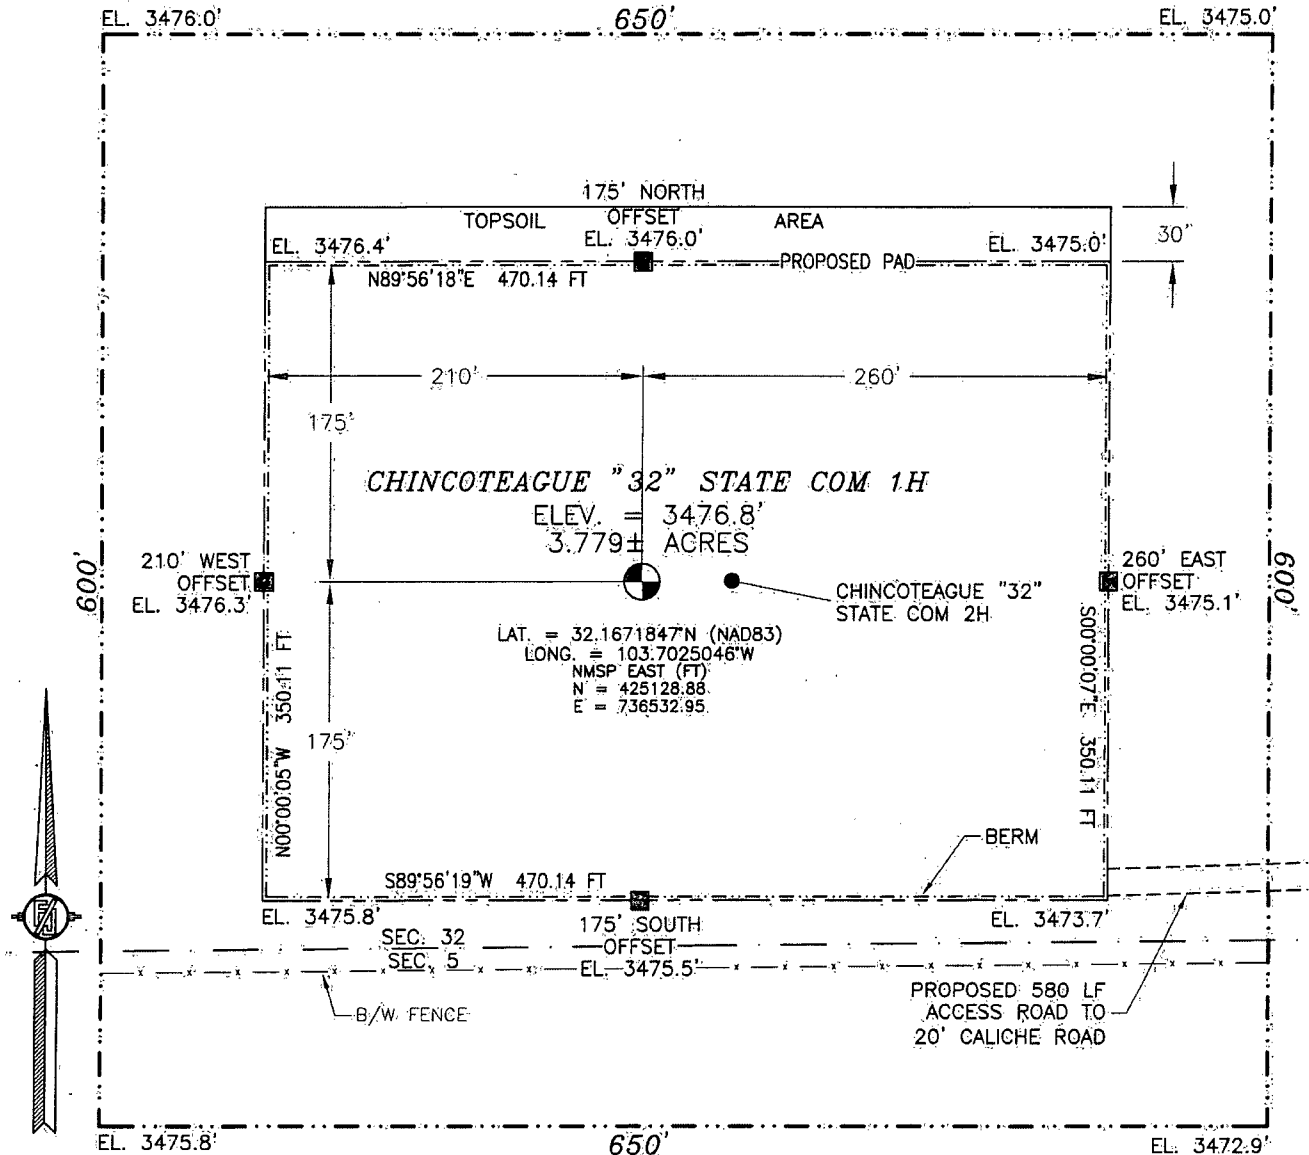 EL. 3476.0'
650'
EL. 3475.0'
175' NORTH
OFFSET
EL. 3476.0'
TOPSOIL
AREA
30'
EL. 3476.4'
EL. 3475.0'
PROPOSED PAD
N89°56'18"E 470.14 FT
210'
260'
175'
CHINCOTEAGUE "32" STATE COM 1H
ELEV. = 3476.8'
3.779± ACRES
600'
210' WEST
OFFSET
EL. 3476.3'
260' EAST
OFFSET
EL. 3475.1'
600'
CHINCOTEAGUE "32"
STATE COM 2H
LAT. = 32.1671847°N (NAD83)
LONG. = 103.7025046°W
NMSP EAST (FT)
N = 425128.88
E = 736532.95
N00°00'05"W 350.11 FT
175'
S00°00'07"E 350.11 FT
BERM
S89°56'19"W 470.14 FT
EL. 3475.8'
175' SOUTH
OFFSET
EL. 3475.5'
EL. 3473.7'
SEC. 32
SEC. 5
B/W FENCE
PROPOSED 580 LF
ACCESS ROAD TO
20' CALICHE ROAD
EL. 3475.8'
650'
EL. 3472.9'